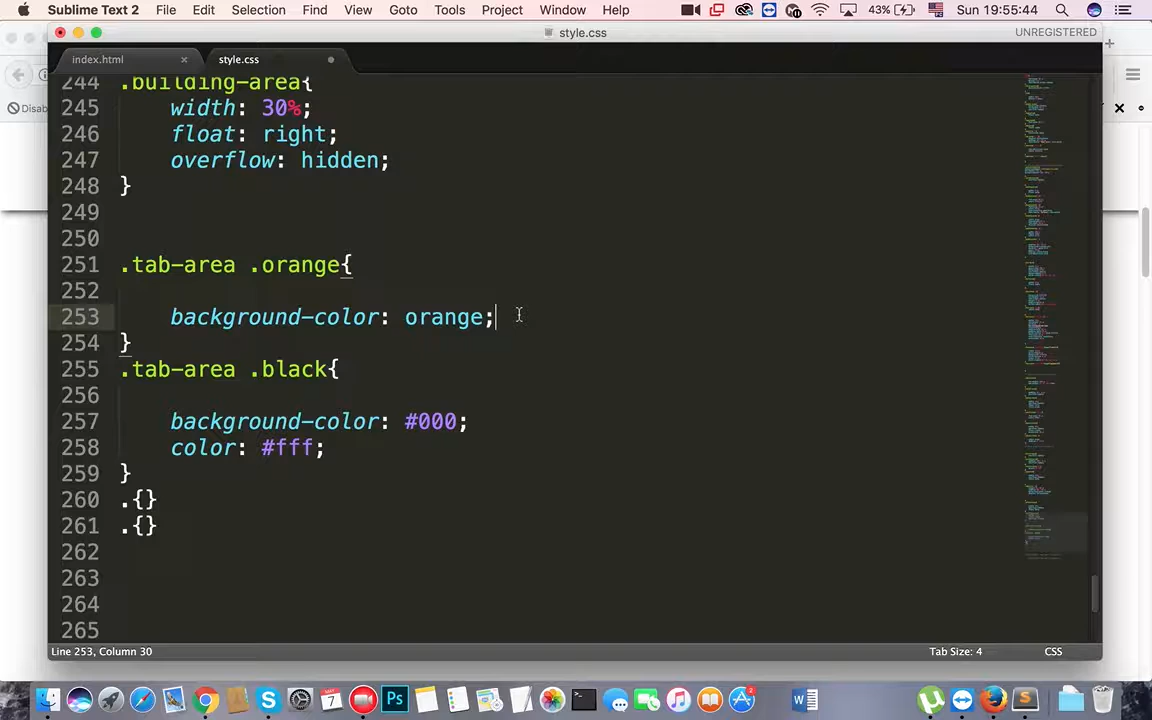 Sublime Text 2 File Edit Selection Find View Goto Tools Project Window Help 43% Sun 19:55:44
style.css UNREGISTERED
index.html × style.css
Disab
244 .building-area{
245 width: 30%;
246 float: right;
247 overflow: hidden;
248 }
249
250
251 .tab-area .orange{
252
253 background-color: orange;
254 }
255 .tab-area .black{
256
257 background-color: #000;
258 color: #fff;
259 }
260 .{}
261 .{}
262
263
264
265
Line 253, Column 30 Tab Size: 4 CSS
7 Ps W S